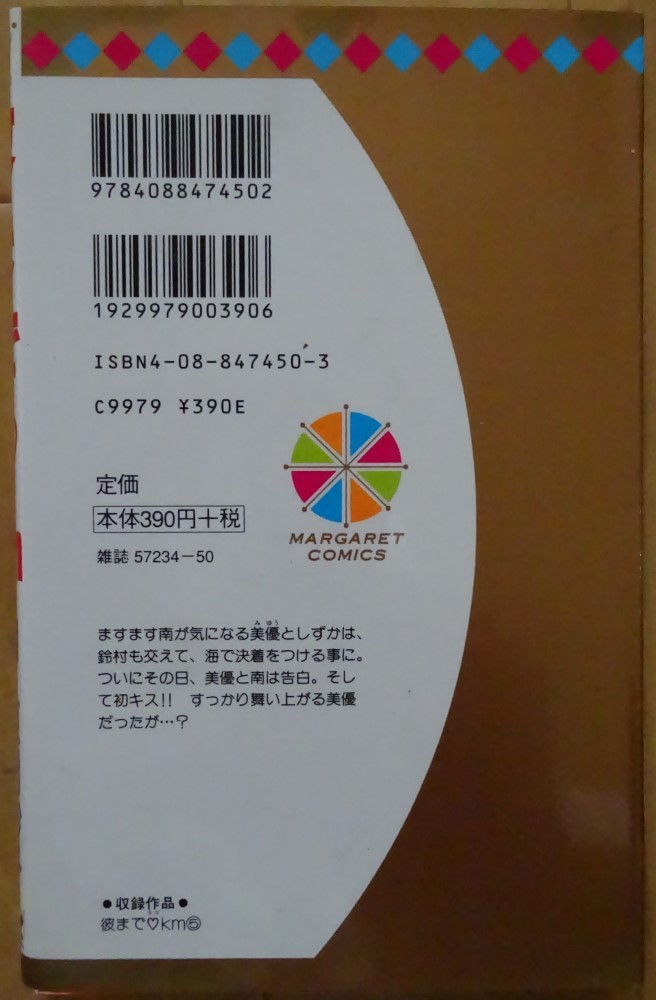 9784088474502
1929979003906
ISBN4-08-847450-3
C9979 ¥390E
定価
本体390円+税
雑誌 57234-50
MARGARET
COMICS
ますます南が気になる美優としずかは、
鈴村も交えて、海で決着をつける事に。
ついにその日、美優と南は告白。そし
て初キス!! すっかり舞い上がる美優
だったが…?
●収録作品●
彼まで♡km⑤